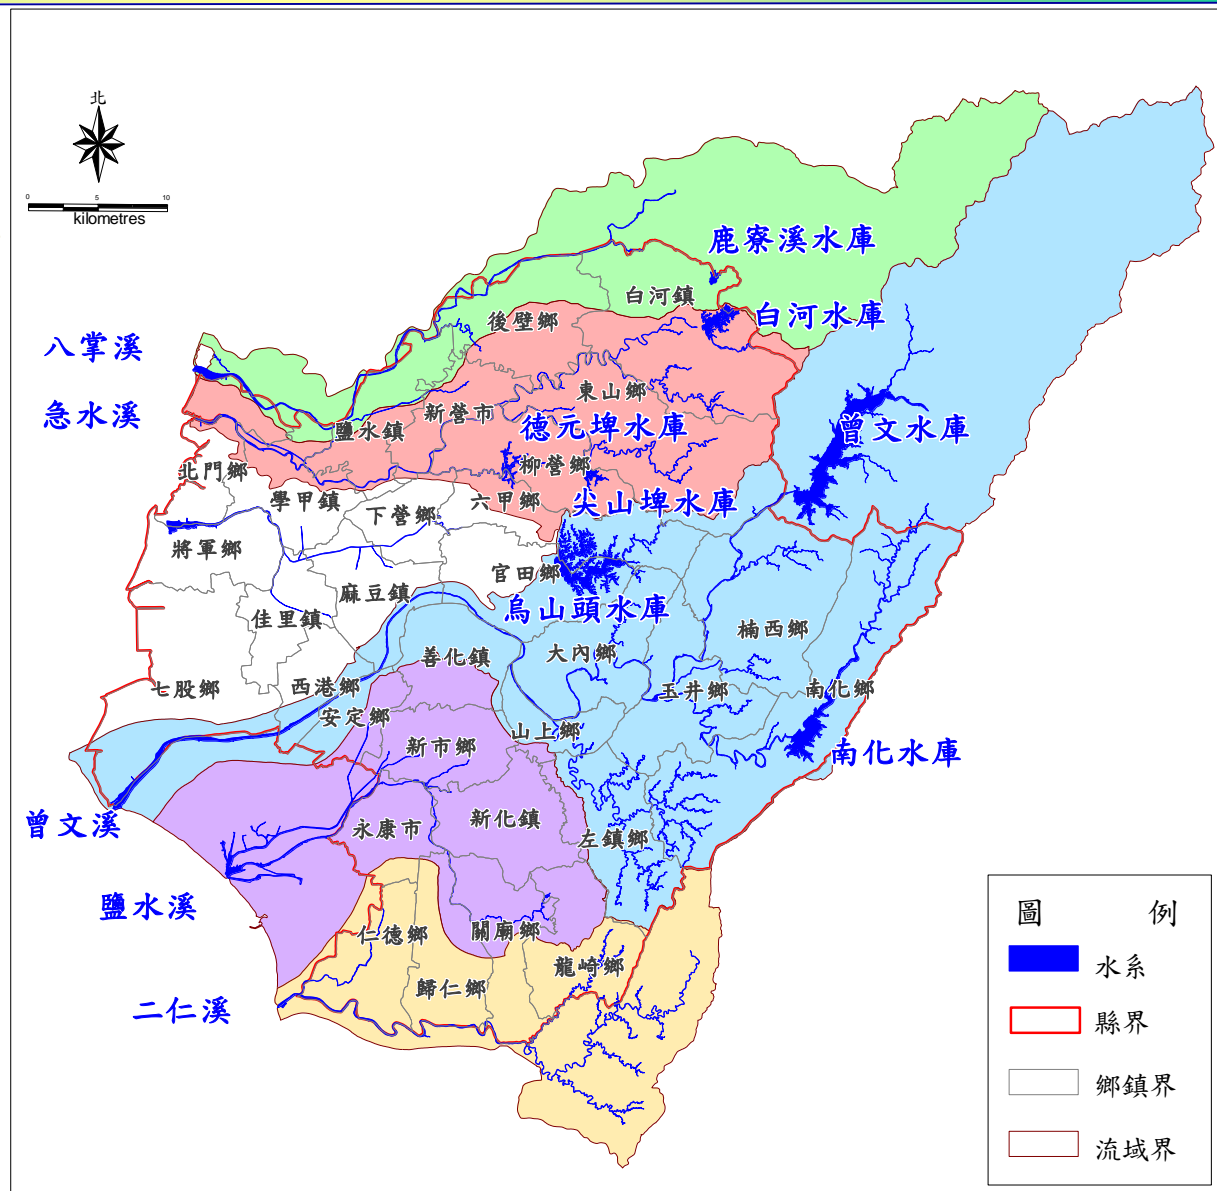 北
0 5 10
kilometres
鹿寮溪水庫
白河鎮
白河水庫
後壁鄉
八掌溪
急水溪
東山鄉
新營市
鹽水鎮
德元埤水庫
曾文水庫
柳營鄉
北門鄉
學甲鎮
六甲鄉
尖山埤水庫
下營鄉
將軍鄉
官田鄉
麻豆鎮
烏山頭水庫
佳里鎮
楠西鄉
善化鎮
大內鄉
七股鄉
西港鄉
玉井鄉
南化鄉
安定鄉
山上鄉
新市鄉
南化水庫
曾文溪
永康市
新化鎮
左鎮鄉
鹽水溪
仁德鄉
關廟鄉
龍崎鄉
歸仁鄉
二仁溪
圖 例
水系
縣界
鄉鎮界
流域界